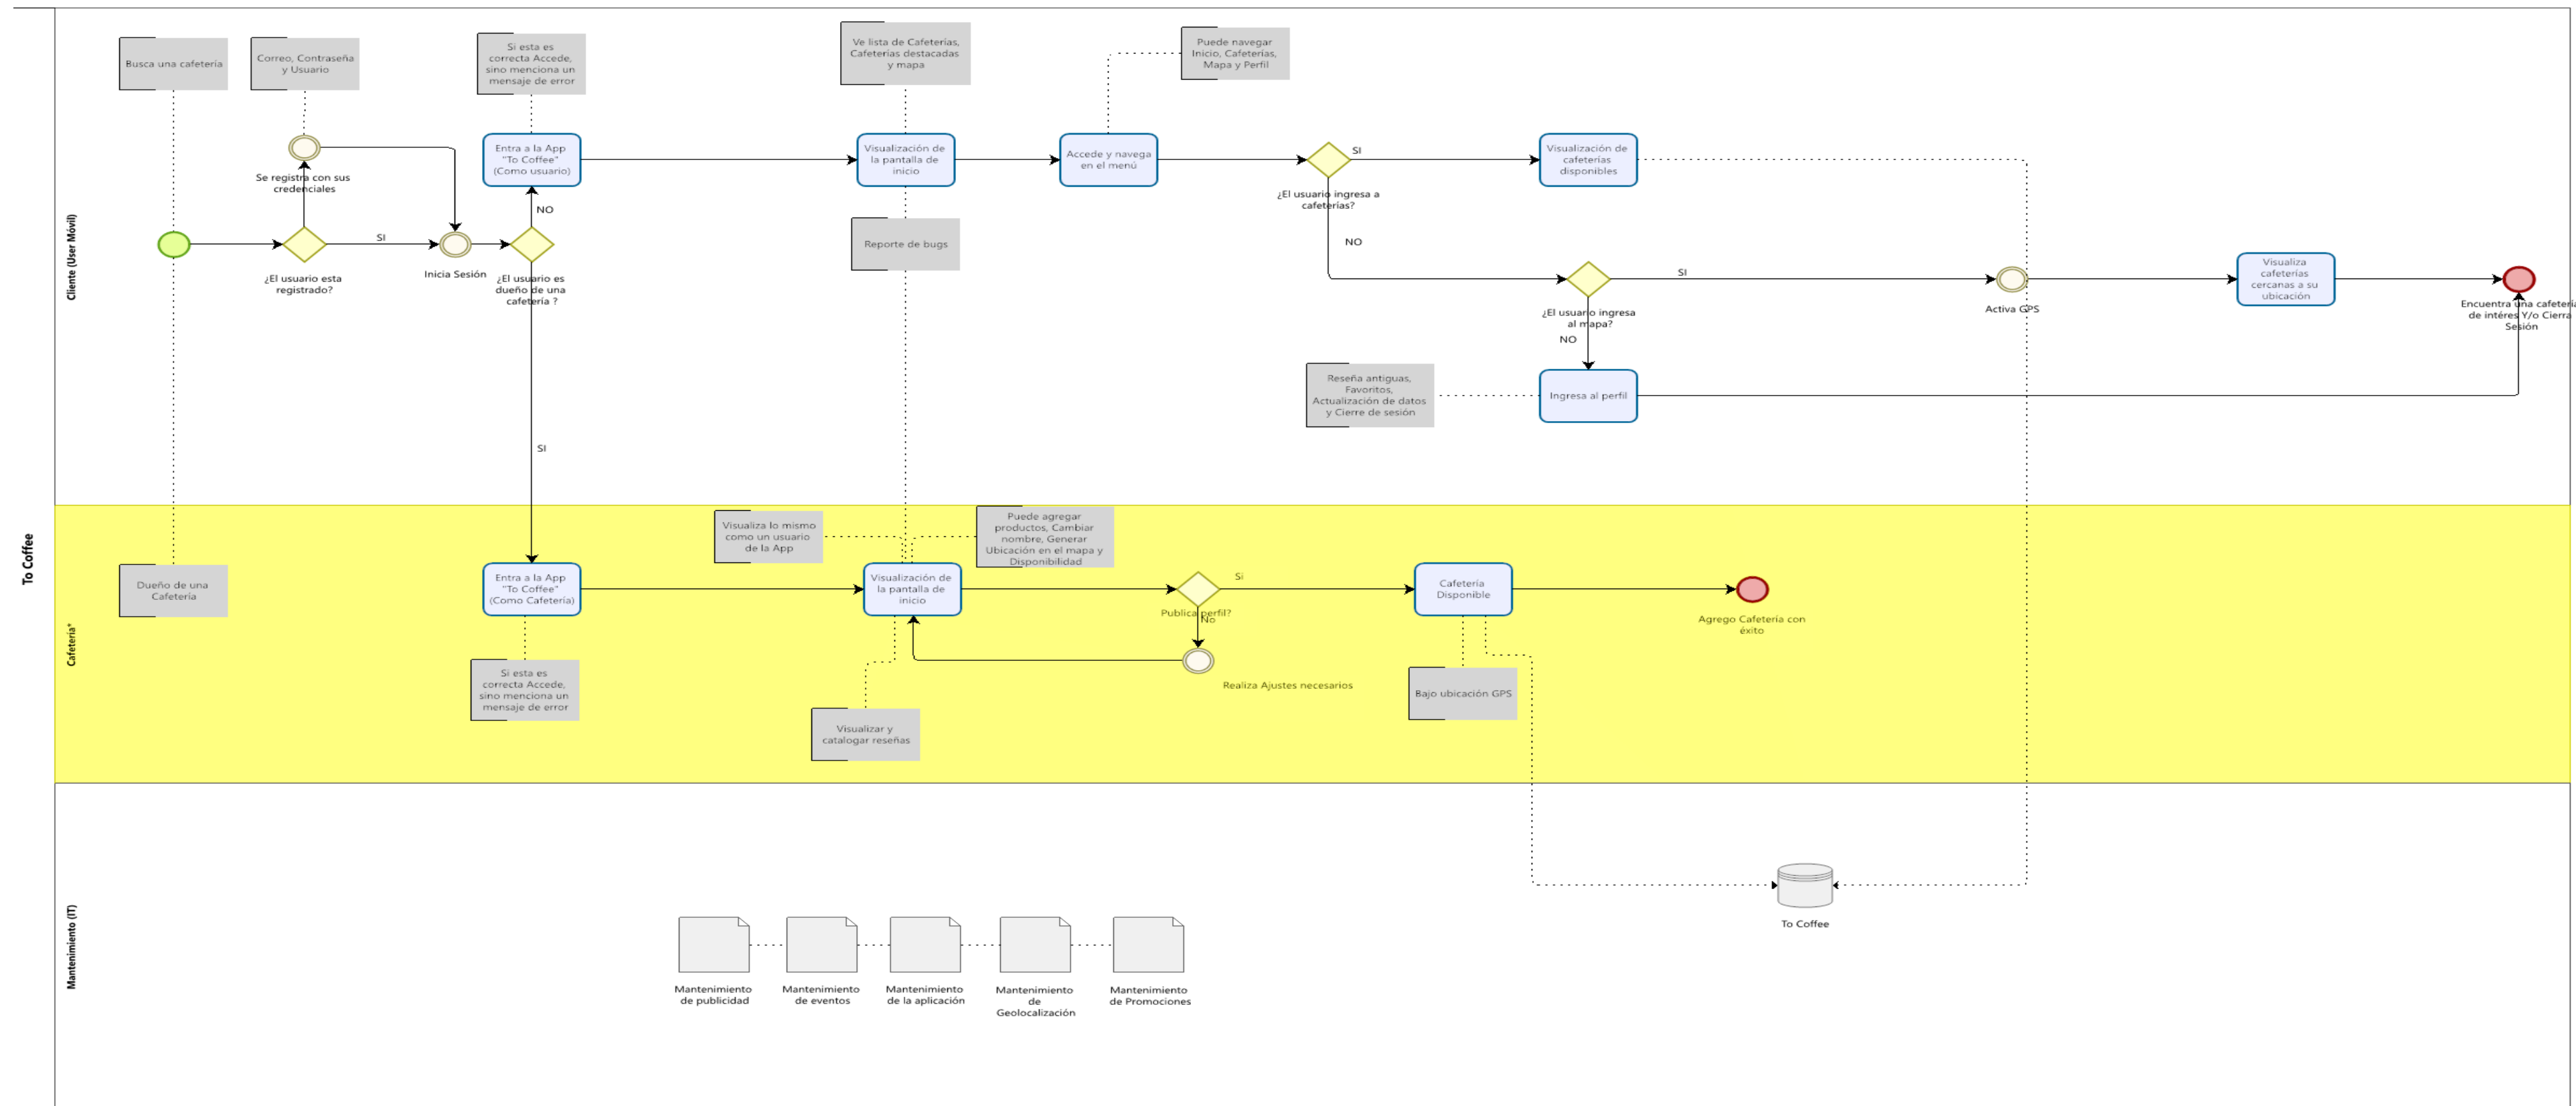 To Coffee
Cliente (User Móvil)
Busca una cafetería
Correo, Contraseña
y Usuario
Si esta es
correcta Accede,
sino menciona un
mensaje de error
Ve lista de Cafeterías,
Cafeterías destacadas
y mapa
Puede navegar
Inicio, Cafeterías,
Mapa y Perfil
Se registra con sus
credenciales
Entra a la App
"To Coffee"
(Como usuario)
Visualización de
la pantalla de
inicio
Accede y navega
en el menú
SI
¿El usuario ingresa a
cafeterías?
Visualización de
cafeterías
disponibles
NO
SI
¿El usuario esta
registrado?
Inicia Sesión
¿El usuario es
dueño de una
cafetería ?
Reporte de bugs
NO
SI
¿El usuario ingresa
al mapa?
NO
Activa GPS
Visualiza
cafeterías
cercanas a su
ubicación
Encuentra una cafetería
de intéres Y/o Cierra
Sesión
Reseña antiguas,
Favoritos,
Actualización de datos
y Cierre de sesión
Ingresa al perfil
SI
Cafetería*
Dueño de una
Cafetería
Entra a la App
"To Coffee"
(Como Cafetería)
Visualiza lo mismo
como un usuario
de la App
Puede agregar
productos, Cambiar
nombre, Generar
Ubicación en el mapa y
Disponibilidad
Visualización de
la pantalla de
inicio
Si
Publica perfil?
No
Cafetería
Disponible
Agrego Cafetería con
éxito
Si esta es
correcta Accede,
sino menciona un
mensaje de error
Realiza Ajustes necesarios
Bajo ubicación GPS
Visualizar y
catalogar reseñas
Mantenimiento (IT)
To Coffee
Mantenimiento
de publicidad
Mantenimiento
de eventos
Mantenimiento
de la aplicación
Mantenimiento
de
Geolocalización
Mantenimiento
de Promociones